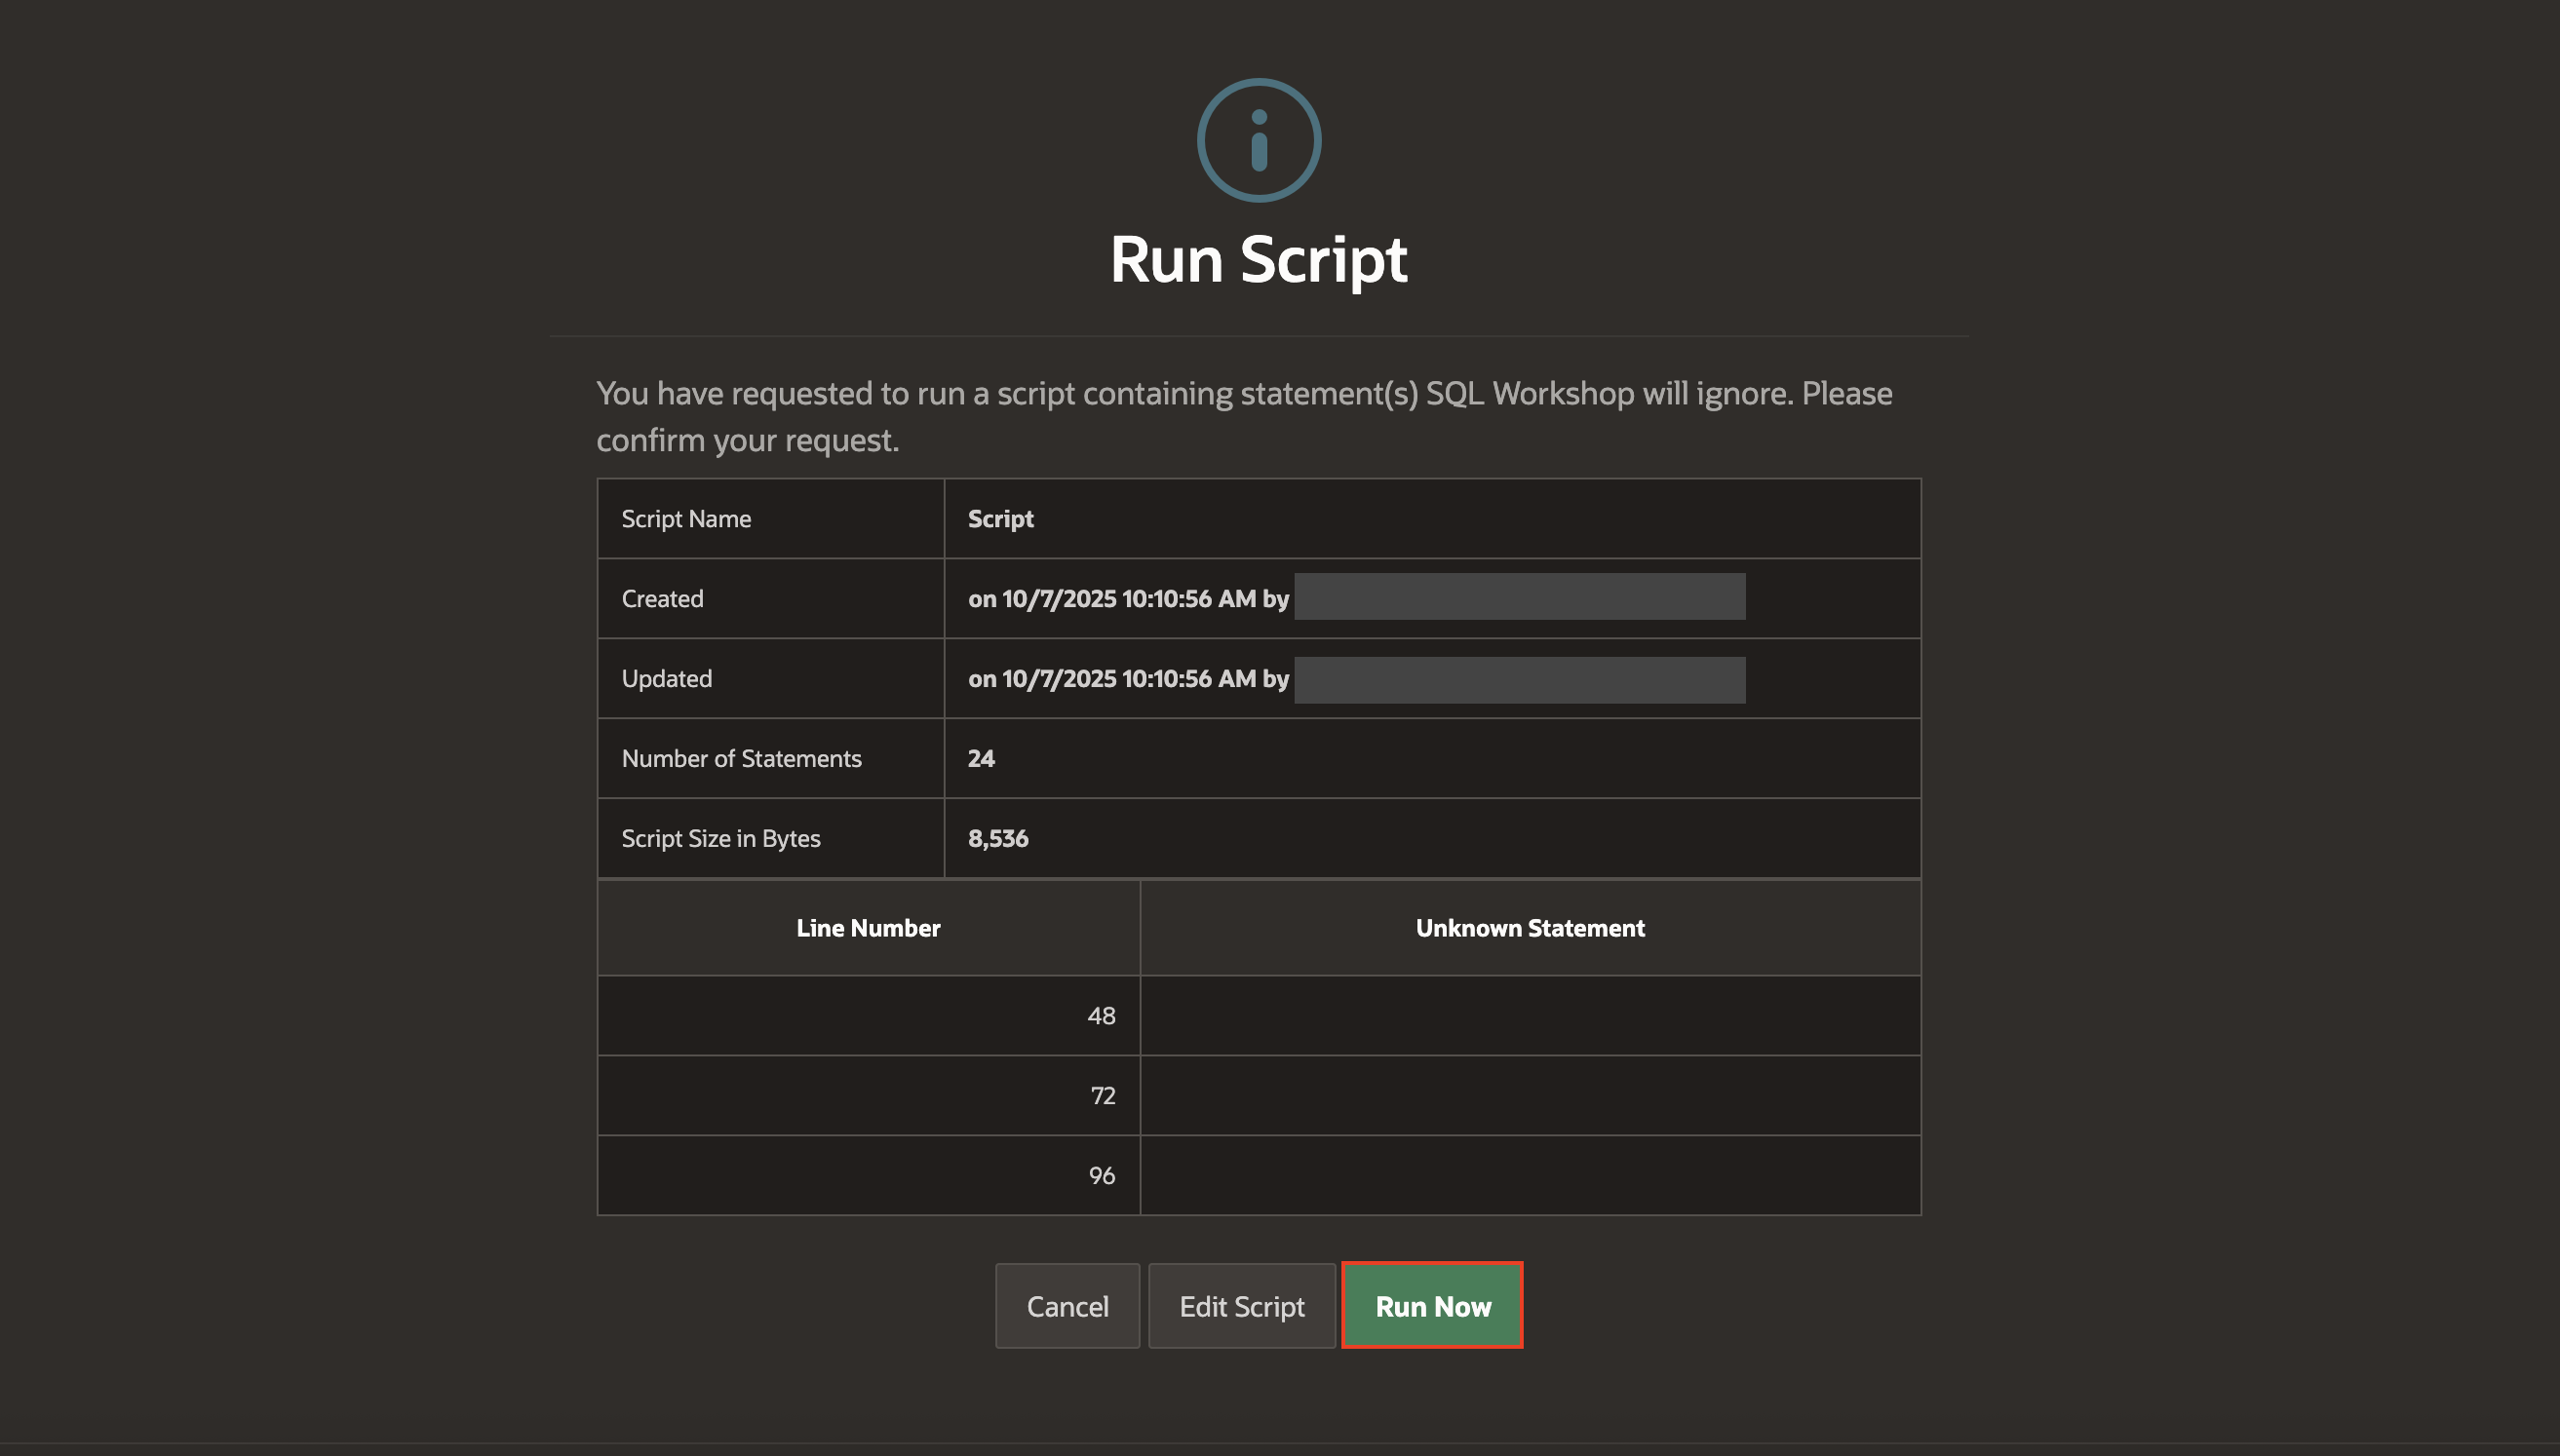 Run Script
You have requested to run a script containing statement(s) SQL Workshop will ignore. Please
confirm your request.
Script Name Script
Created on 10/7/2025 10:10:56 AM by
Updated on 10/7/2025 10:10:56 AM by
Number of Statements 24
Script Size in Bytes 8,536
Line Number Unknown Statement
48
72
96
Cancel Edit Script Run Now